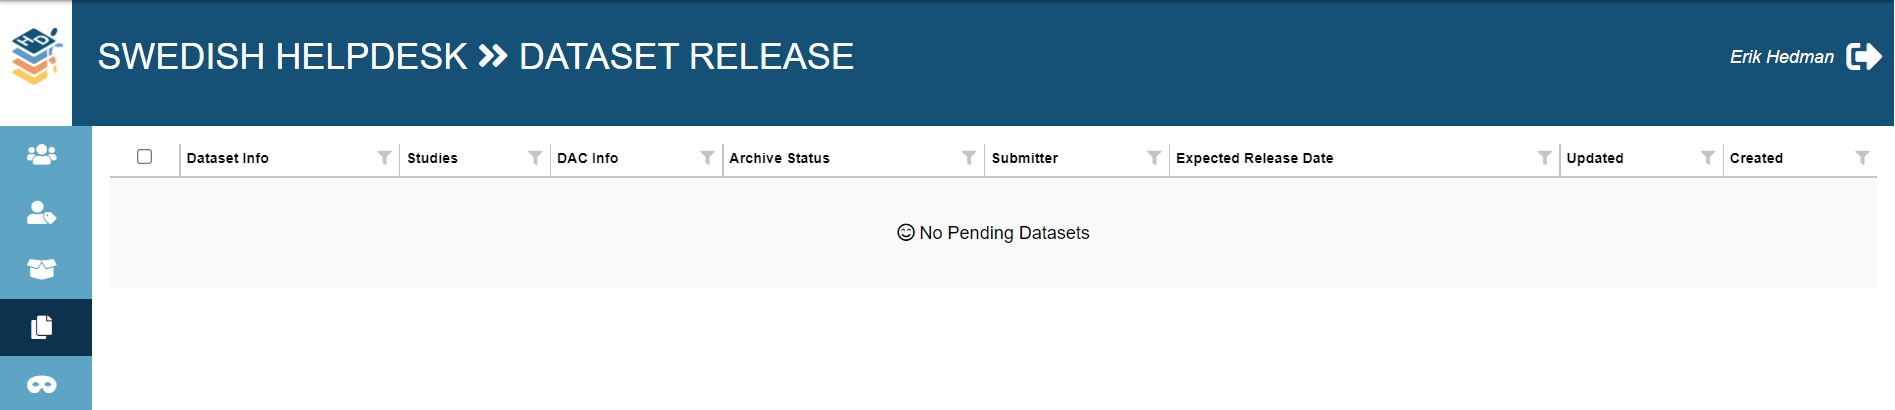 HD
SWEDISH HELPDESK » DATASET RELEASE
Erik Hedman
Dataset Info
Studies
DAC Info
Archive Status
Submitter
Expected Release Date
Updated
Created
No Pending Datasets